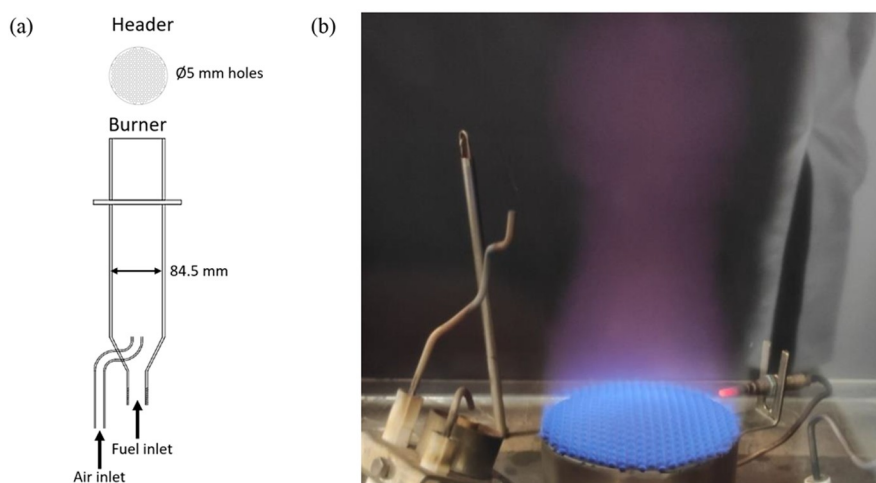 (a)
Header
Ø5 mm holes
Burner
84.5 mm
Fuel inlet
Air inlet
(b)